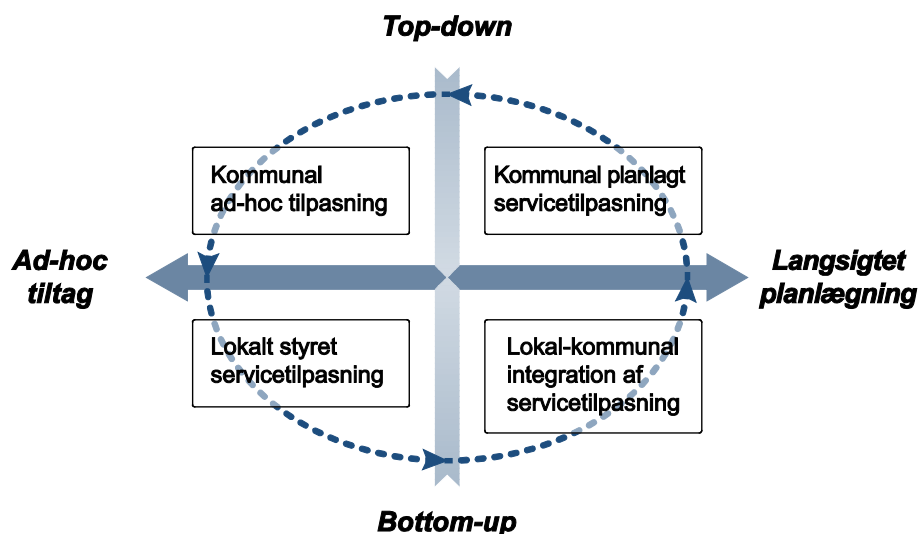 Top-down
Kommunal
ad-hoc tilpasning
Kommunal planlagt
servicetilpasning
Ad-hoc
tiltag
Langsigtet
planlægning
Lokalt styret
servicetilpasning
Lokal-kommunal
integration af
servicetilpasning
Bottom-up